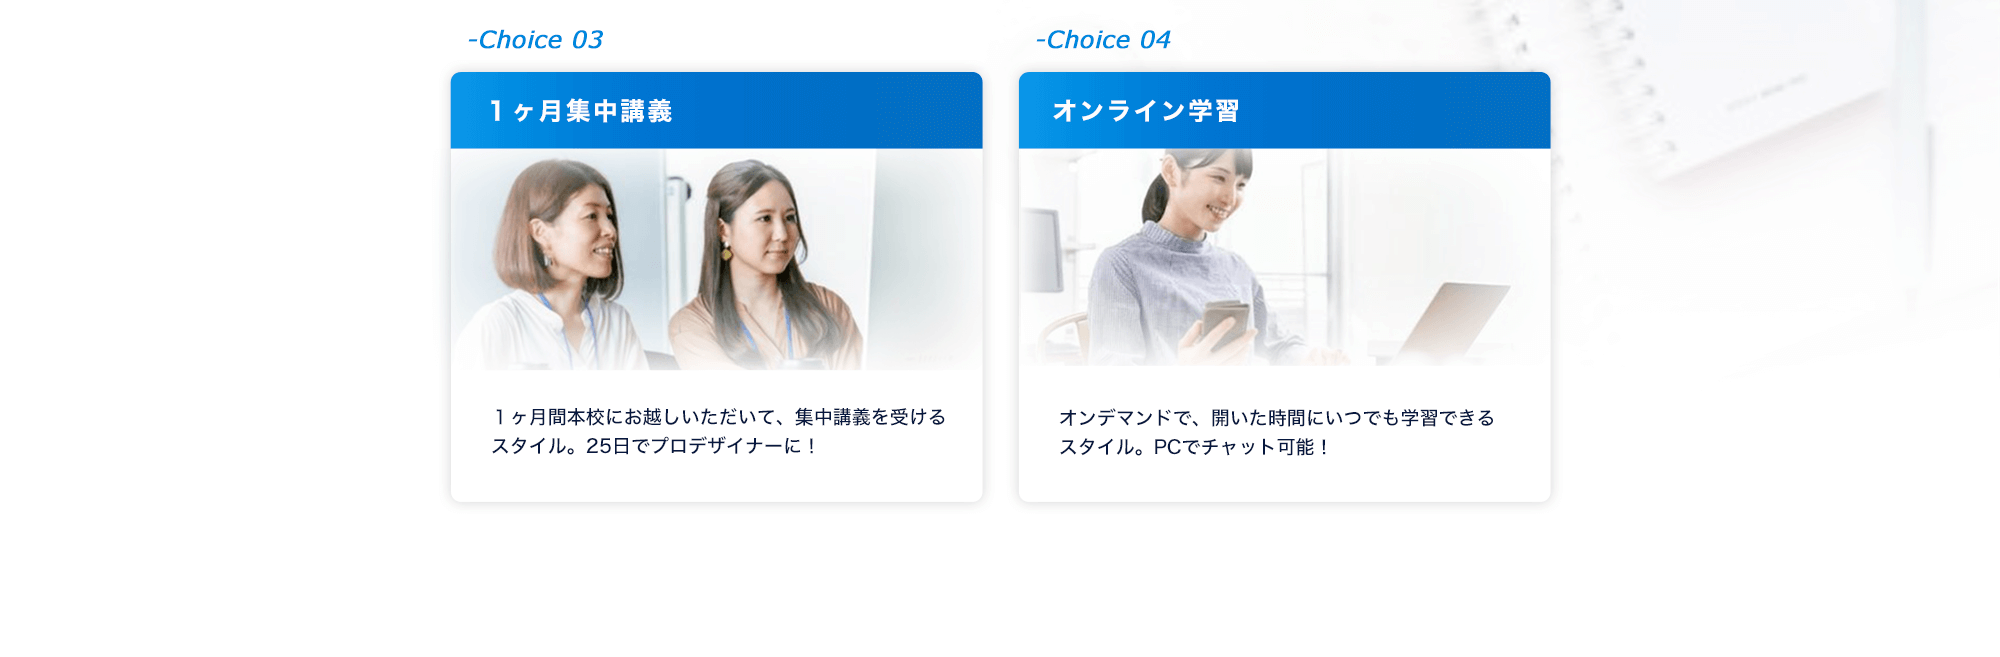 -Choice 03
１ヶ月集中講義
１ヶ月間本校にお越しいただいて、集中講義を受ける
スタイル。25日でプロデザイナーに！
-Choice 04
オンライン学習
オンデマンドで、開いた時間にいつでも学習できる
スタイル。PCでチャット可能！